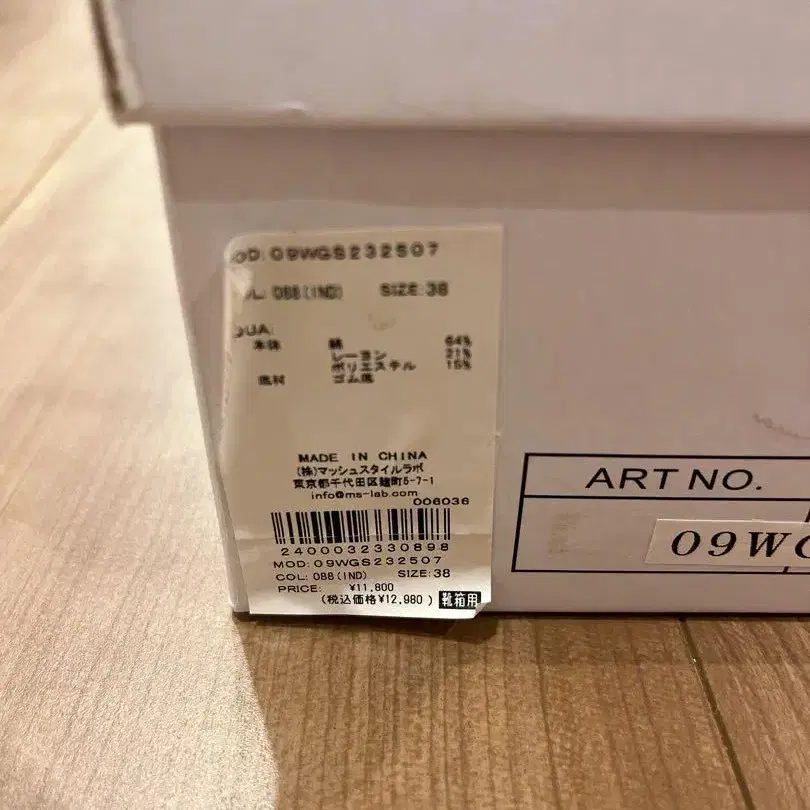 OD: 09WGS232507
OL: 088(IND) SIZE: 38
QUA:
本体 綿 64%
レーヨン 21%
ポリエステル 15%
底材 ゴム底
MADE IN CHINA
(株)マッシュスタイルラボ
東京都千代田区麹町5-7-1
info@ms-lab.com
006036
2400032330898
MOD: 09WGS232507
COL: 088(IND) SIZE: 38
PRICE: ¥11,800
(税込価格¥12,980) 靴箱用
ART NO.
09WG